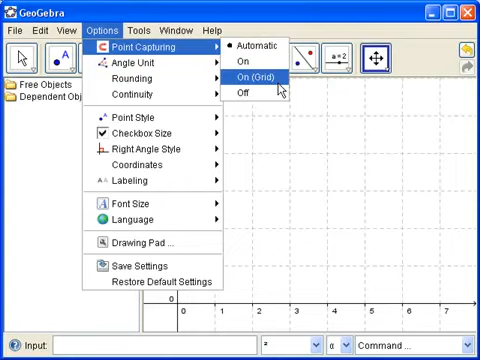 GeoGebra
File Edit View Options Tools Window Help
Point Capturing
Automatic
On
On (Grid)
Off
Angle Unit
Rounding
Continuity
Point Style
Checkbox Size
Right Angle Style
Coordinates
Labeling
Font Size
Language
Drawing Pad ...
Save Settings
Restore Default Settings
Free Objects
Dependent Obj
A
a=2
0
0 1 2 3 4 5 6 7
Input: ² α Command ...